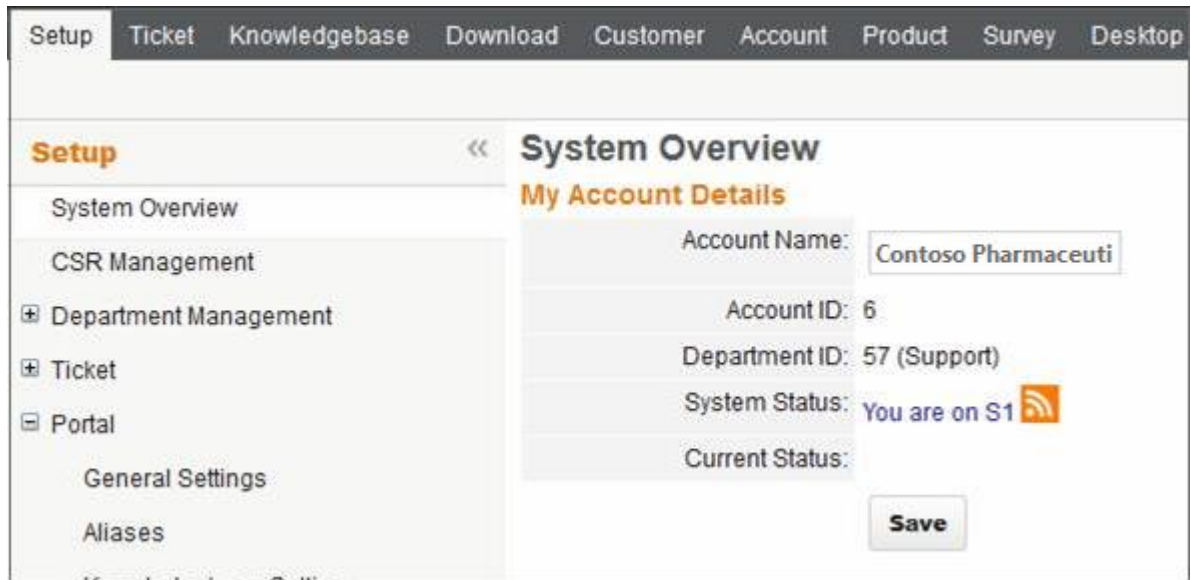 Setup Ticket Knowledgebase Download Customer Account Product Survey Desktop
Setup «
System Overview
CSR Management
Department Management
Ticket
Portal
General Settings
Aliases
System Overview
My Account Details
Account Name: Contoso Pharmaceuti
Account ID: 6
Department ID: 57 (Support)
System Status: You are on S1
Current Status:
Save